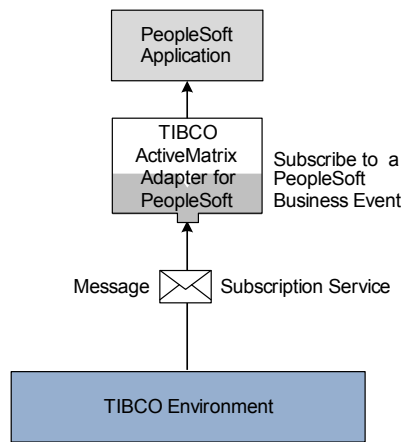 PeopleSoft
Application
TIBCO
ActiveMatrix
Adapter for
PeopleSoft
Subscribe to a
PeopleSoft
Business Event
Message
Subscription Service
TIBCO Environment